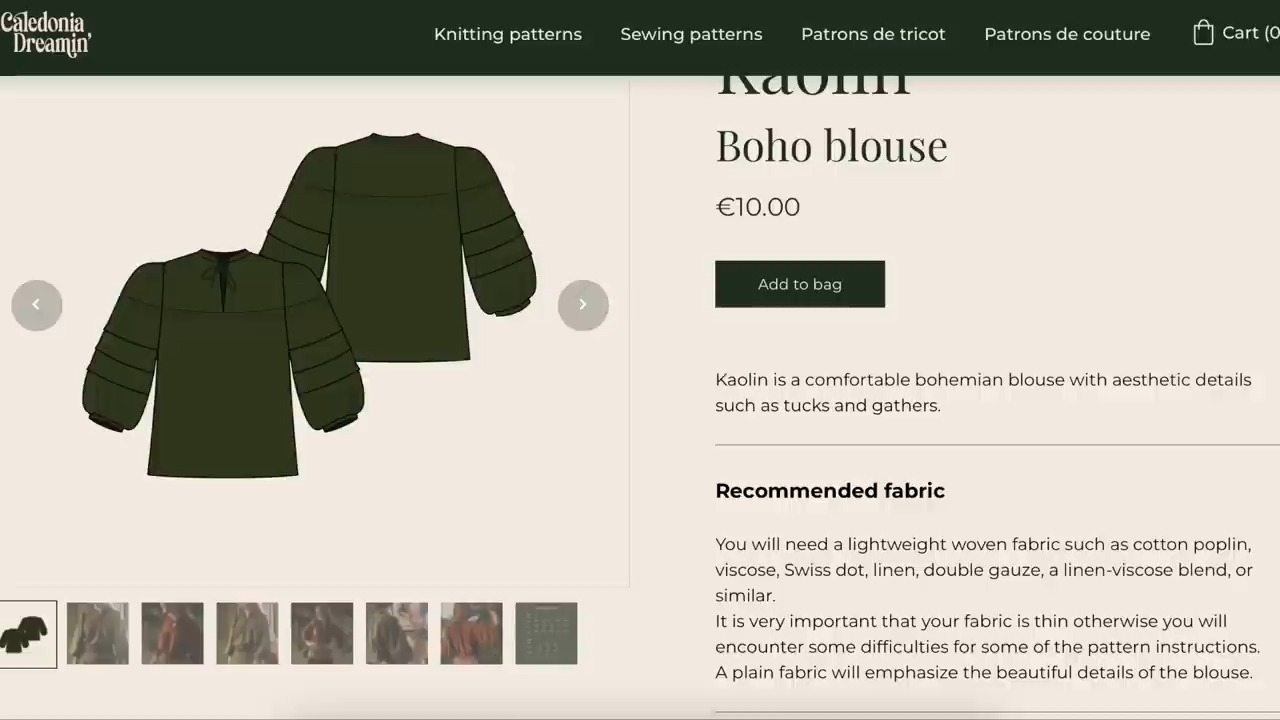 Caledonia
Dreamin'
Knitting patterns
Sewing patterns
Patrons de tricot
Patrons de couture
Cart (0
Kaolin
Boho blouse
€10.00
Add to bag
Kaolin is a comfortable bohemian blouse with aesthetic details
such as tucks and gathers.
Recommended fabric
You will need a lightweight woven fabric such as cotton poplin,
viscose, Swiss dot, linen, double gauze, a linen-viscose blend, or
similar.
It is very important that your fabric is thin otherwise you will
encounter some difficulties for some of the pattern instructions.
A plain fabric will emphasize the beautiful details of the blouse.